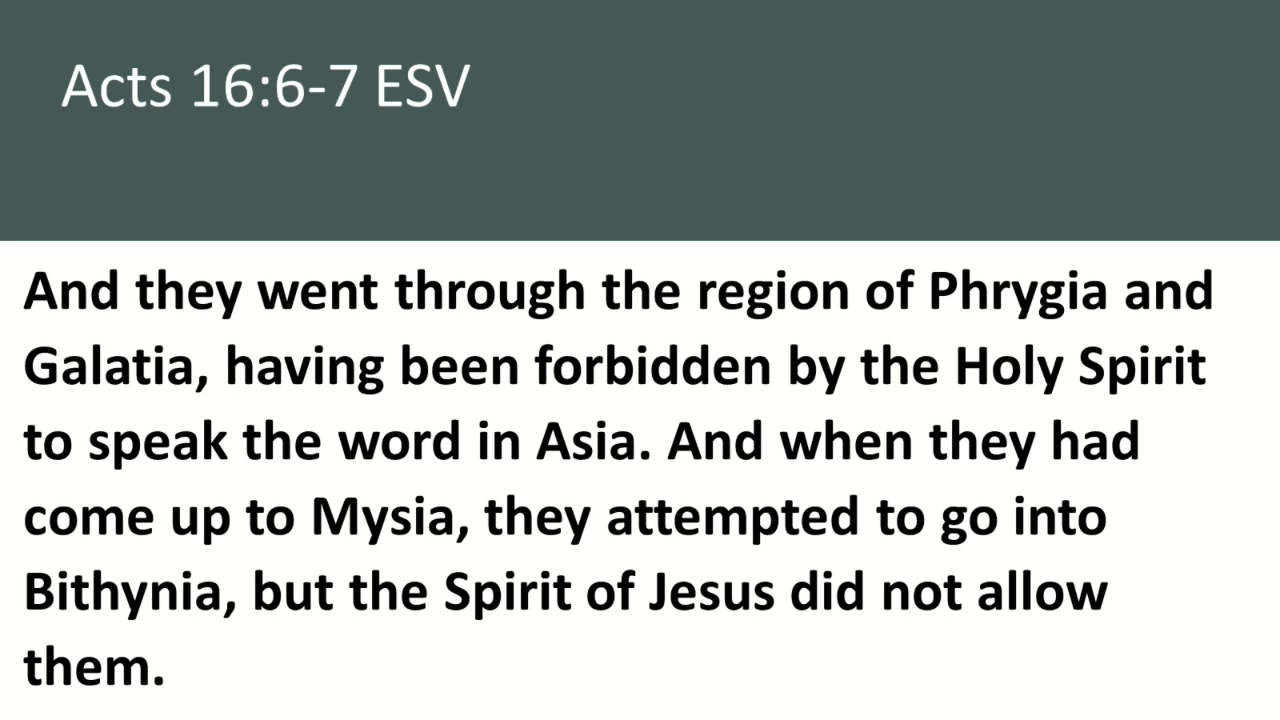 Acts 16:6-7 ESV
And they went through the region of Phrygia and
Galatia, having been forbidden by the Holy Spirit
to speak the word in Asia. And when they had
come up to Mysia, they attempted to go into
Bithynia, but the Spirit of Jesus did not allow
them.